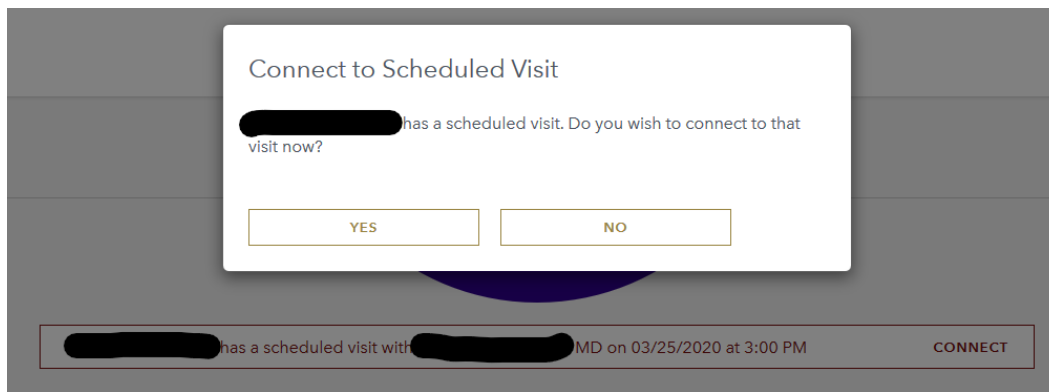 Connect to Scheduled Visit
has a scheduled visit. Do you wish to connect to that
visit now?
YES NO
has a scheduled visit with MD on 03/25/2020 at 3:00 PM CONNECT